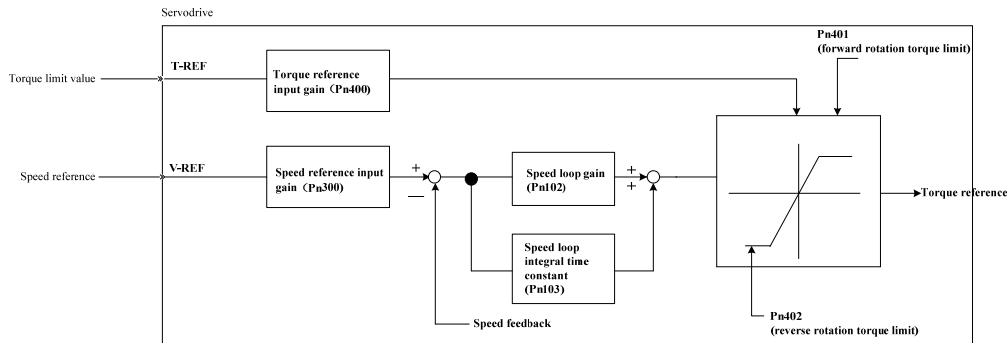 Servodrive
Pn401
(forward rotation torque limit)
T-REF
Torque limit value
Torque reference
input gain（Pn400）
V-REF
Speed reference
Speed reference input
gain（Pn300）
+
—
Speed loop gain
(Pn102)
+
+
Torque reference
Speed loop
integral time
constant
(Pn103)
Speed feedback
Pn402
(reverse rotation torque limit)